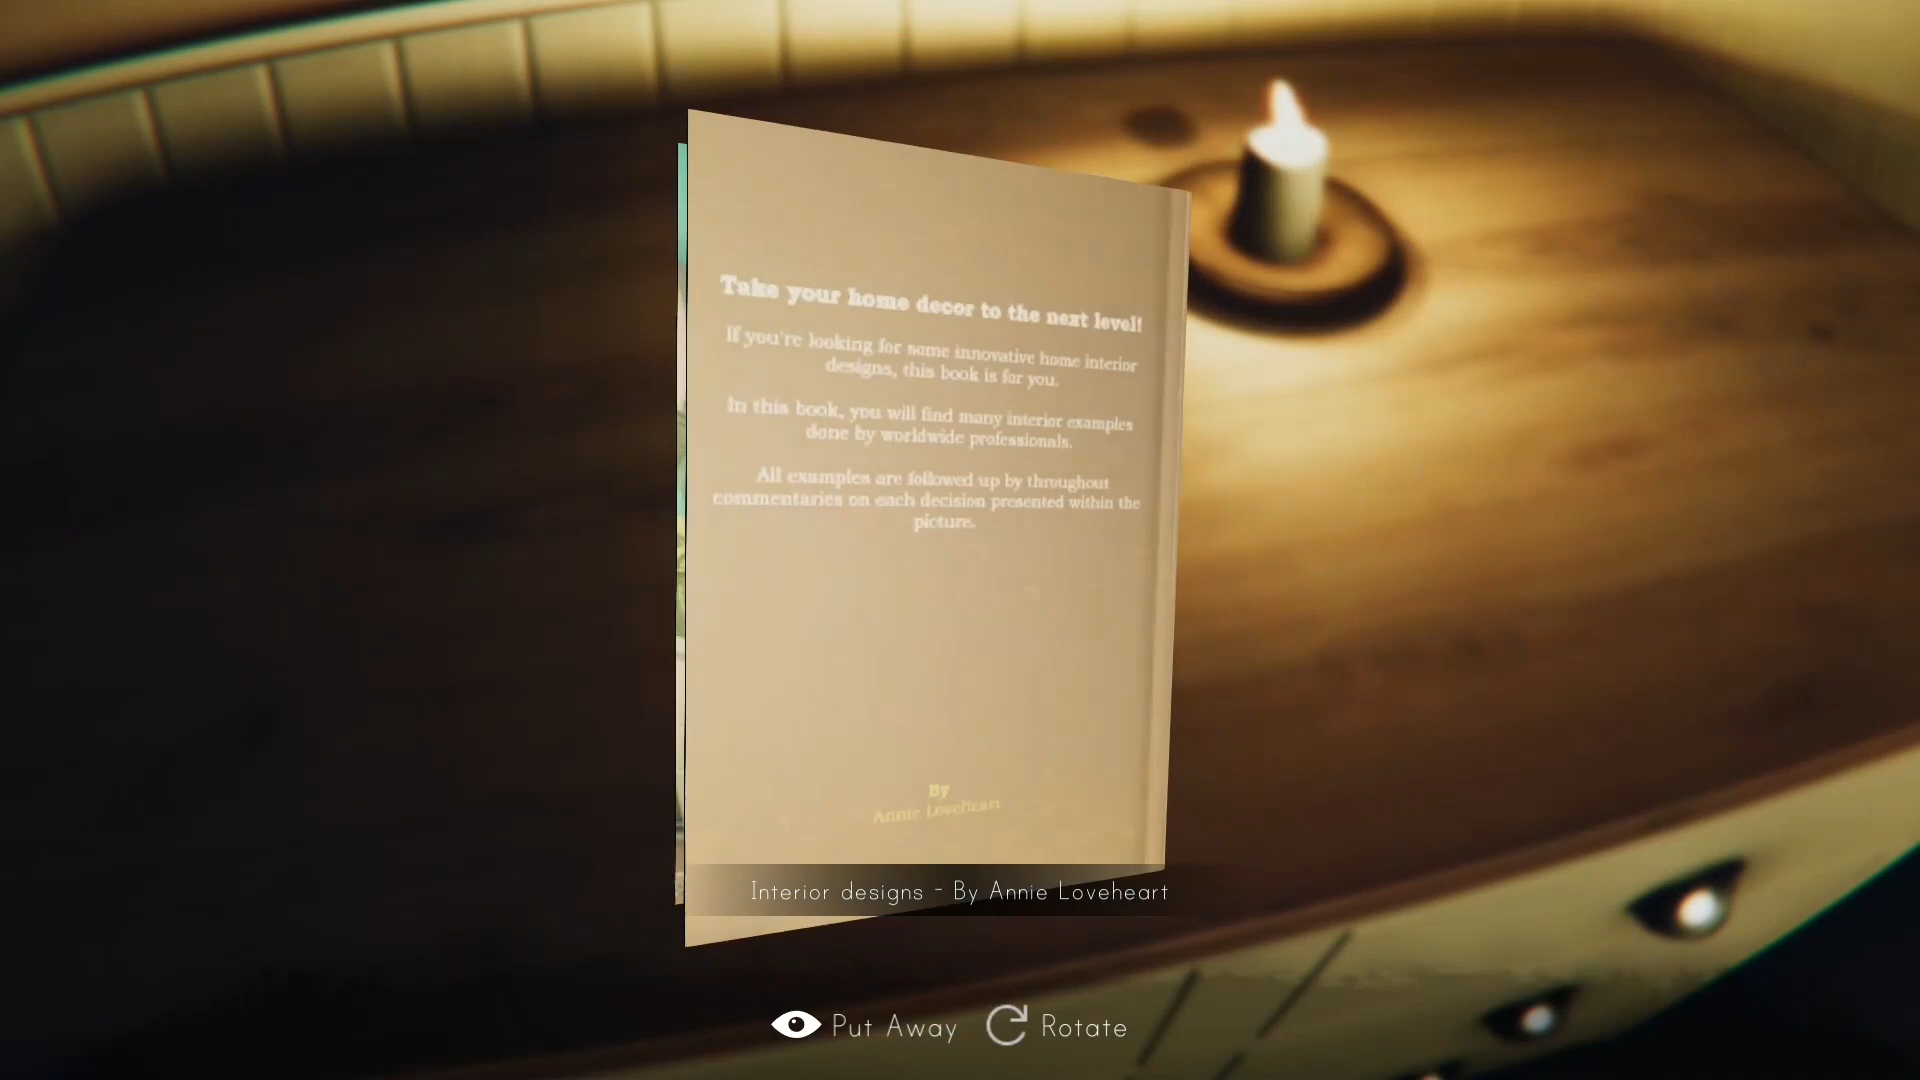 Take your home decor to the next level!
If you're looking for some innovative home interior
designs, this book is for you.
In this book, you will find many interior examples
done by worldwide professionals.
All examples are followed up by throughout
commentaries on each decision presented within the
picture.
By
Annie Loveheart
Interior designs - By Annie Loveheart
Put Away Rotate